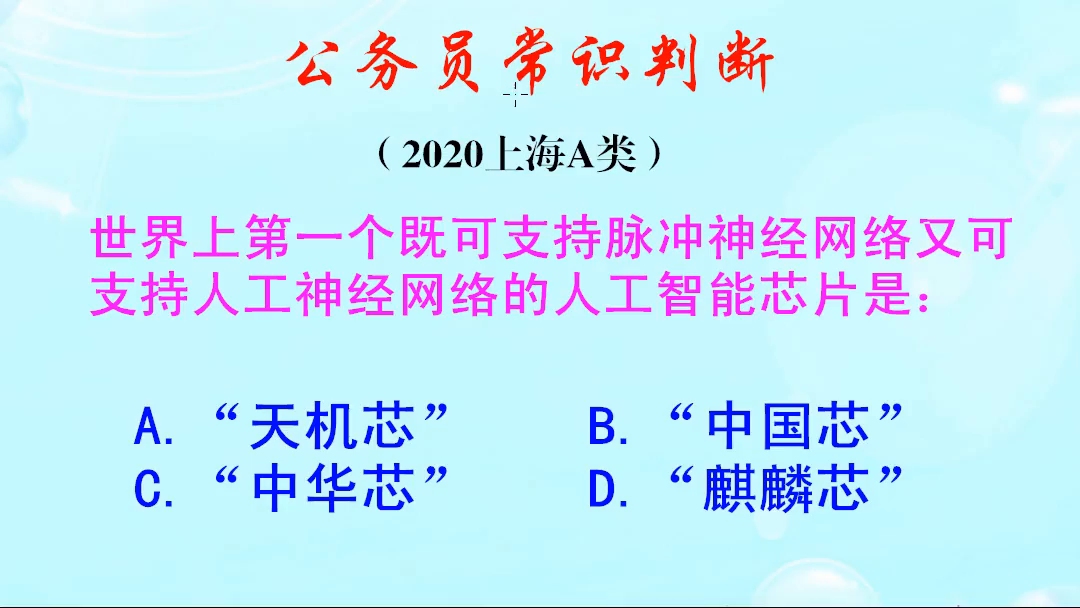 公务员常识判断
（2020上海A类）
世界上第一个既可支持脉冲神经网络又可
支持人工神经网络的人工智能芯片是：
A. “天机芯” B. “中国芯”
C. “中华芯” D. “麒麟芯”